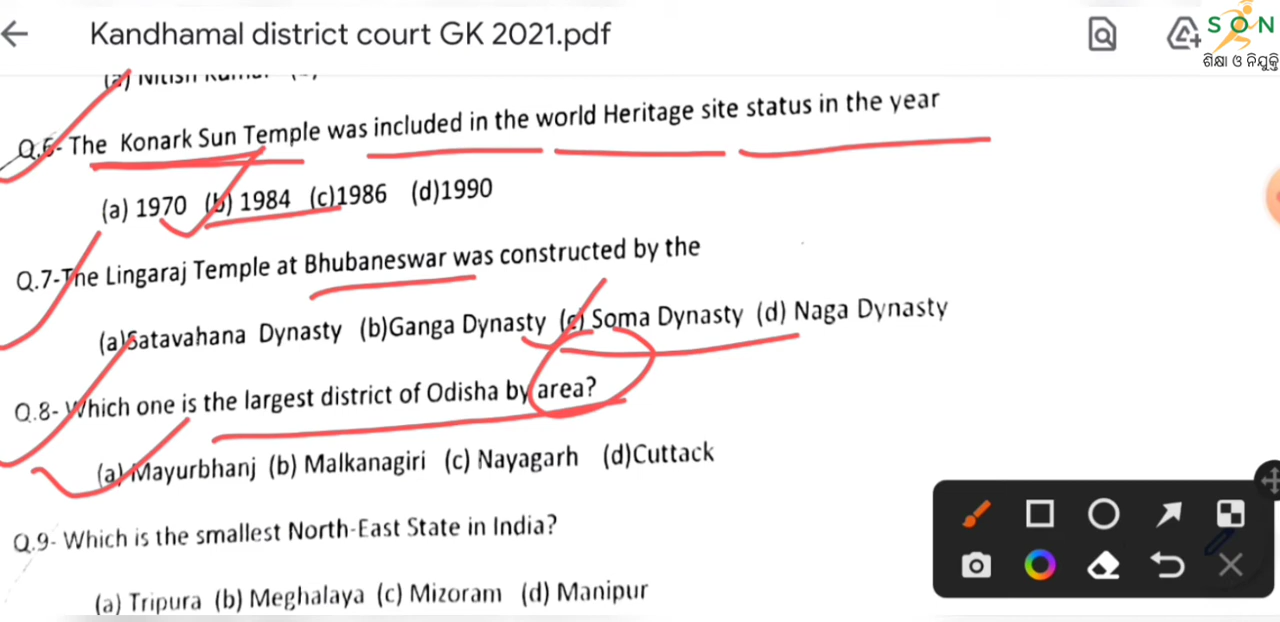 Kandhamal district court GK 2021.pdf
SON
ଶିକ୍ଷା ଓ ନିଯୁକ୍ତି
(a) Nitish Kumar
Q.6- The Konark Sun Temple was included in the world Heritage site status in the year
(a) 1970 (b) 1984 (c)1986 (d)1990
Q.7-The Lingaraj Temple at Bhubaneswar was constructed by the
(a)Satavahana Dynasty (b)Ganga Dynasty (c) Soma Dynasty (d) Naga Dynasty
Q.8- Which one is the largest district of Odisha by area?
(a) Mayurbhanj (b) Malkanagiri (c) Nayagarh (d)Cuttack
Q.9- Which is the smallest North-East State in India?
(a) Tripura (b) Meghalaya (c) Mizoram (d) Manipur